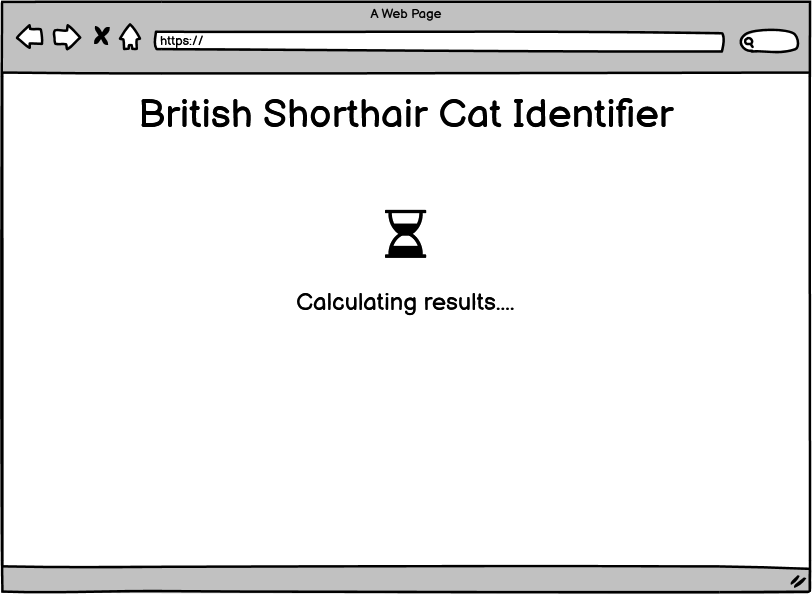 A Web Page
https://
British Shorthair Cat Identifier
Calculating results....